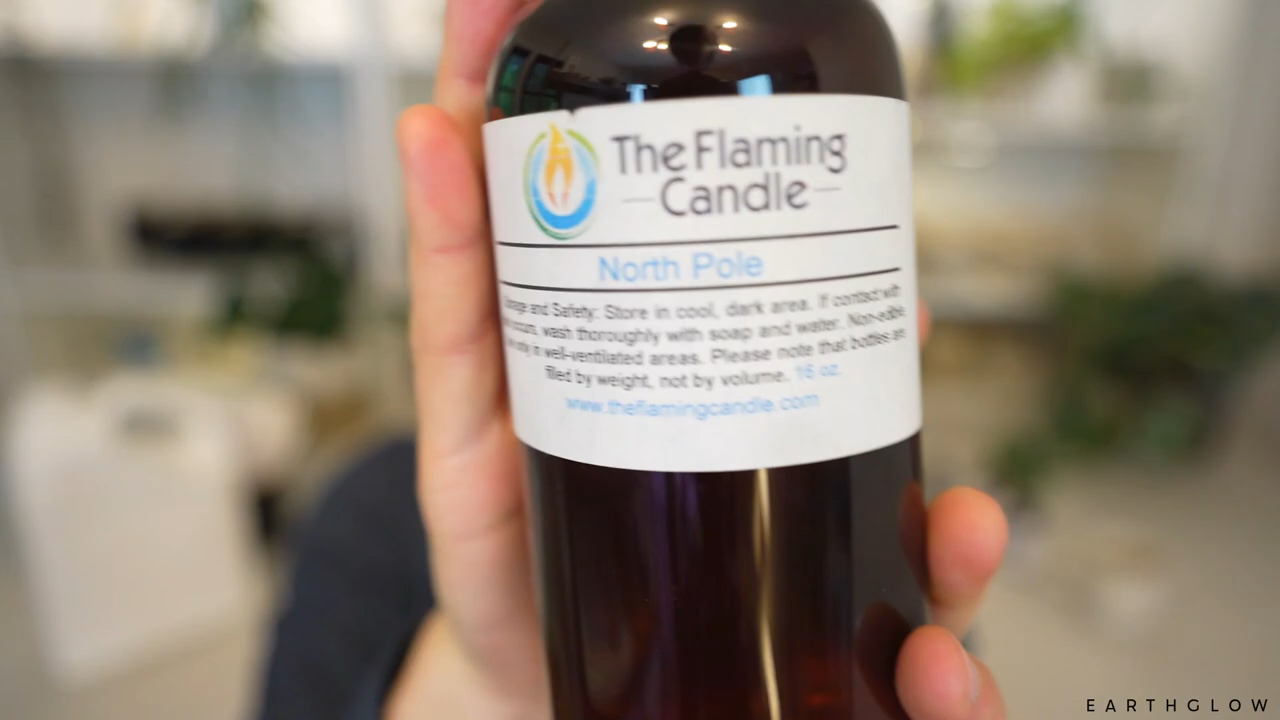 The Flaming
Candle
North Pole
and Safety: Store in cool, dark area. If contact with
occurs, wash thoroughly with soap and water. Non-edible
only in well-ventilated areas. Please note that bottles are
filled by weight, not by volume. 16 oz.
www.theflamingcandle.com
EARTHGLOW